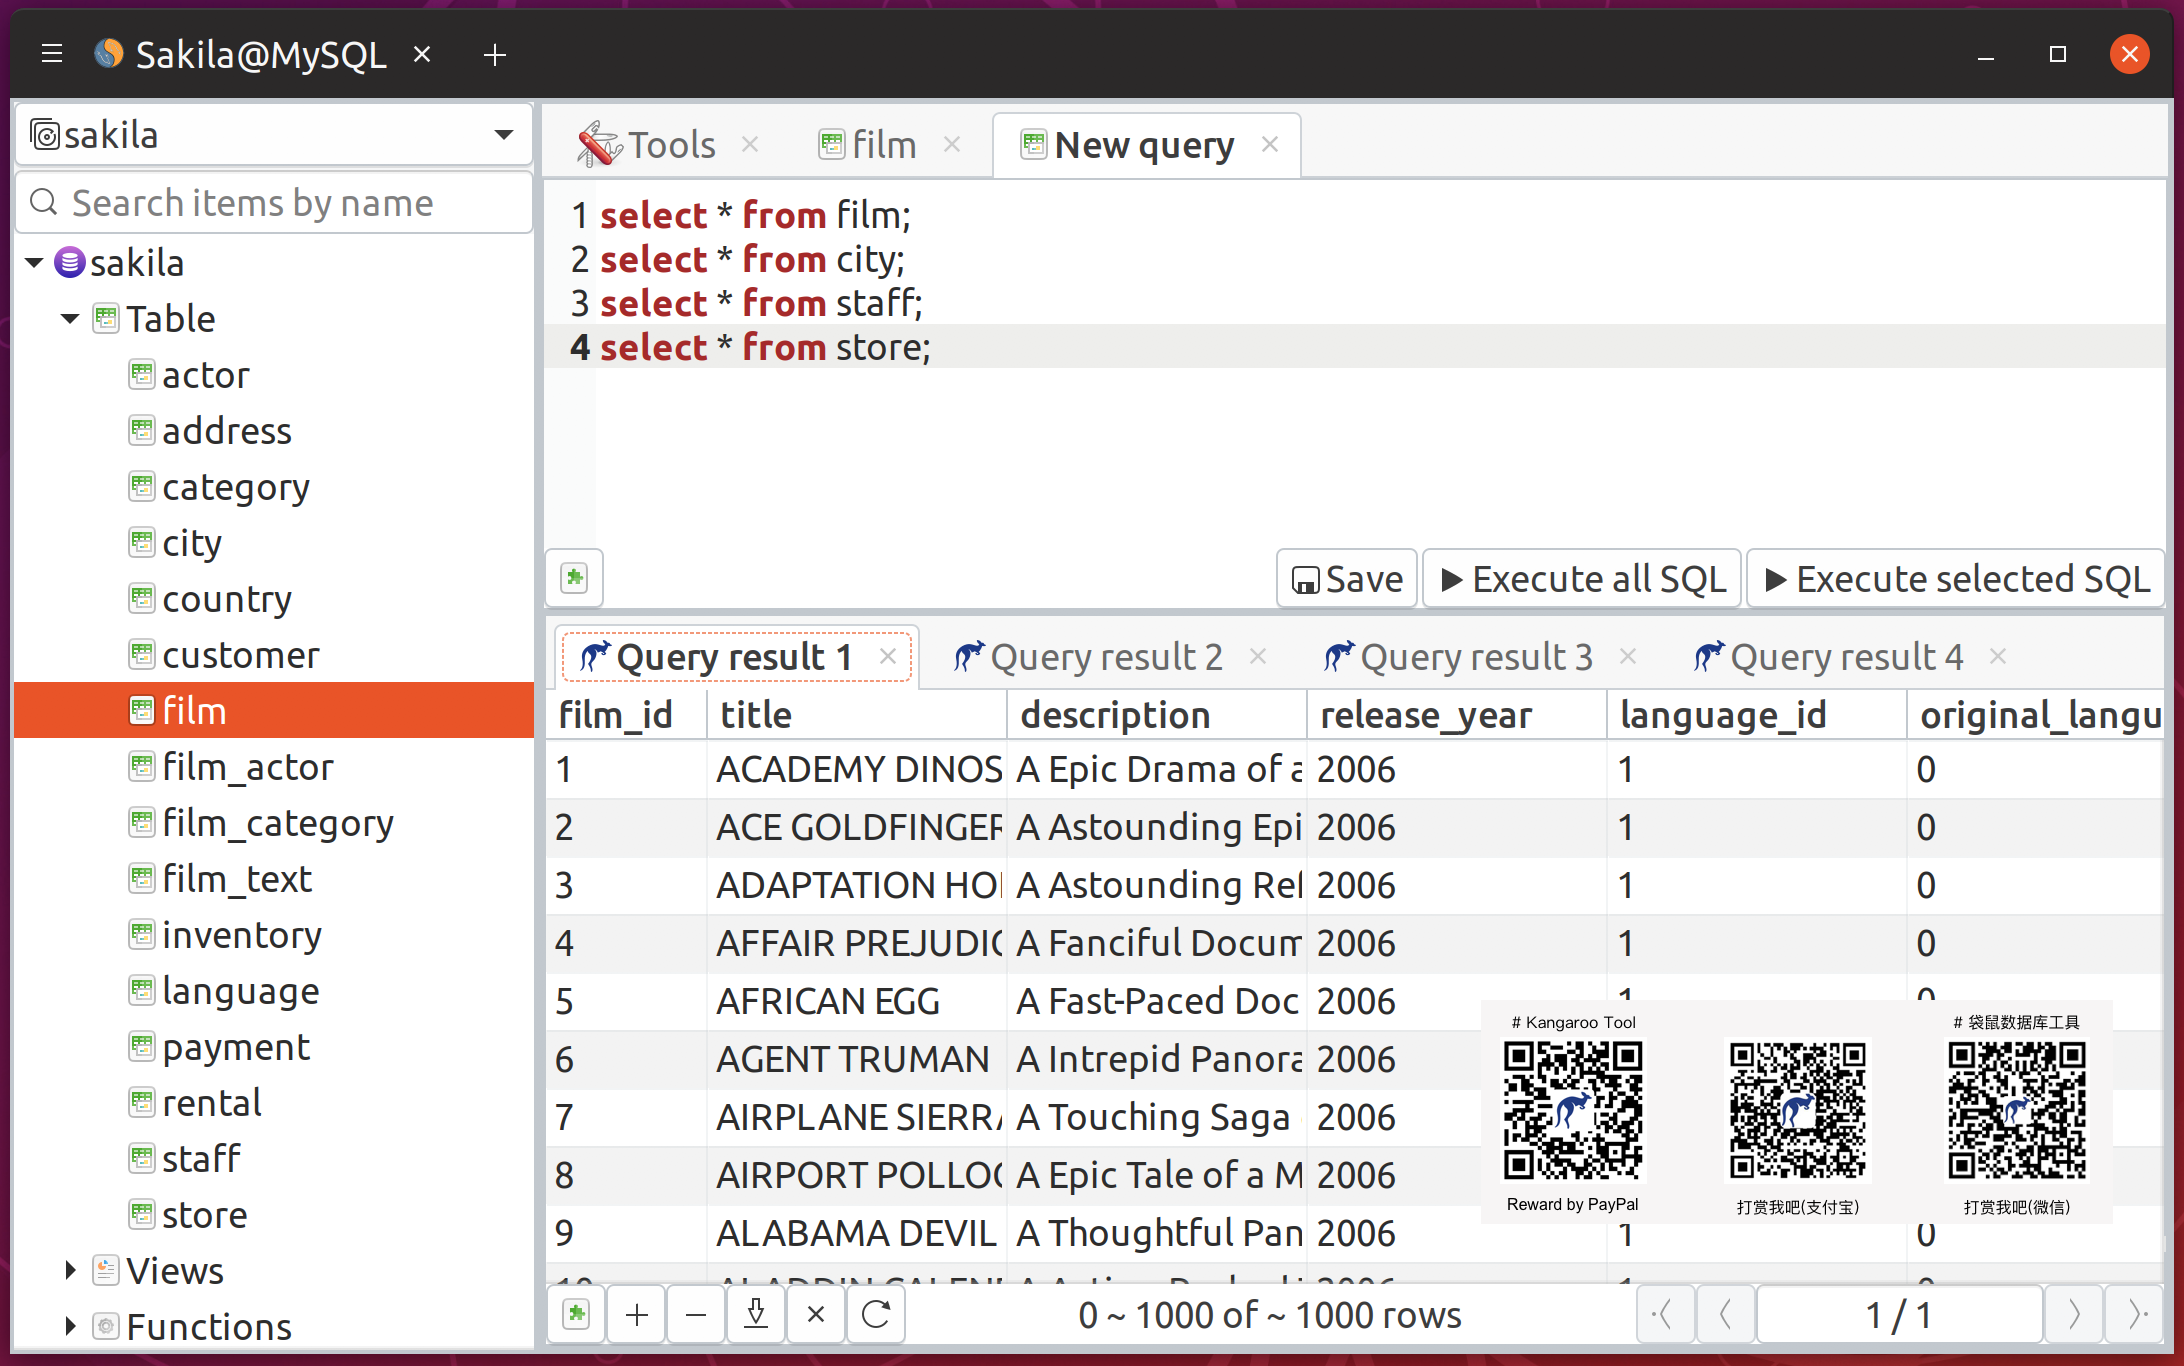 Sakila@MySQL
sakila
Search items by name
sakila
Table
actor
address
category
city
country
customer
film
film_actor
film_category
film_text
inventory
language
payment
rental
staff
store
Views
Functions
Tools film New query
1 select * from film;
2 select * from city;
3 select * from staff;
4 select * from store;
Save Execute all SQL Execute selected SQL
Query result 1 Query result 2 Query result 3 Query result 4
film_id title description release_year language_id original_langu
1 ACADEMY DINOS A Epic Drama of a 2006 1 0
2 ACE GOLDFINGER A Astounding Epi 2006 1 0
3 ADAPTATION HO A Astounding Ref 2006 1 0
4 AFFAIR PREJUDIC A Fanciful Docum 2006 1 0
5 AFRICAN EGG A Fast-Paced Doc 2006 1 0
6 AGENT TRUMAN A Intrepid Panora 2006
7 AIRPLANE SIERRA A Touching Saga 2006
8 AIRPORT POLLOC A Epic Tale of a M 2006
9 ALABAMA DEVIL A Thoughtful Pan 2006 1 0
# Kangaroo Tool
Reward by PayPal
打赏我吧(支付宝)
# 袋鼠数据库工具
打赏我吧(微信)
0 ~ 1000 of ~ 1000 rows
1 / 1